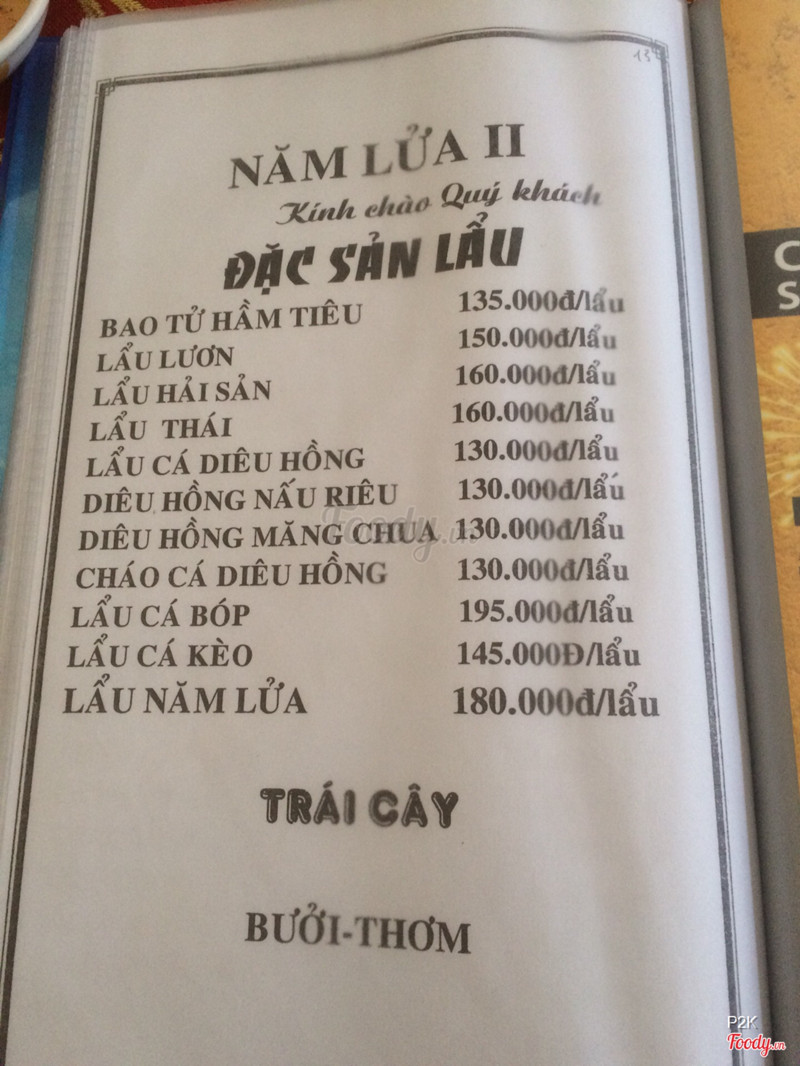 13
NĂM LỬA II
Kính chào Quý khách
ĐẶC SẢN LẨU
BAO TỬ HẦM TIÊU 135.000đ/lẩu
LẨU LƯƠN 150.000đ/lẩu
LẨU HẢI SẢN 160.000đ/lẩu
LẨU THÁI 160.000đ/lẩu
LẨU CÁ DIÊU HỒNG 130.000đ/lẩu
DIÊU HỒNG NẤU RIÊU 130.000đ/lẩu
DIÊU HỒNG MĂNG CHUA 130.000đ/lẩu
CHÁO CÁ DIÊU HỒNG 130.000đ/lẩu
LẨU CÁ BÓP 195.000đ/lẩu
LẨU CÁ KÈO 145.000Đ/lẩu
LẨU NĂM LỬA 180.000đ/lẩu
TRÁI CÂY
BƯỞI-THƠM
C
S
Foody.vn
P2K
Foody.vn